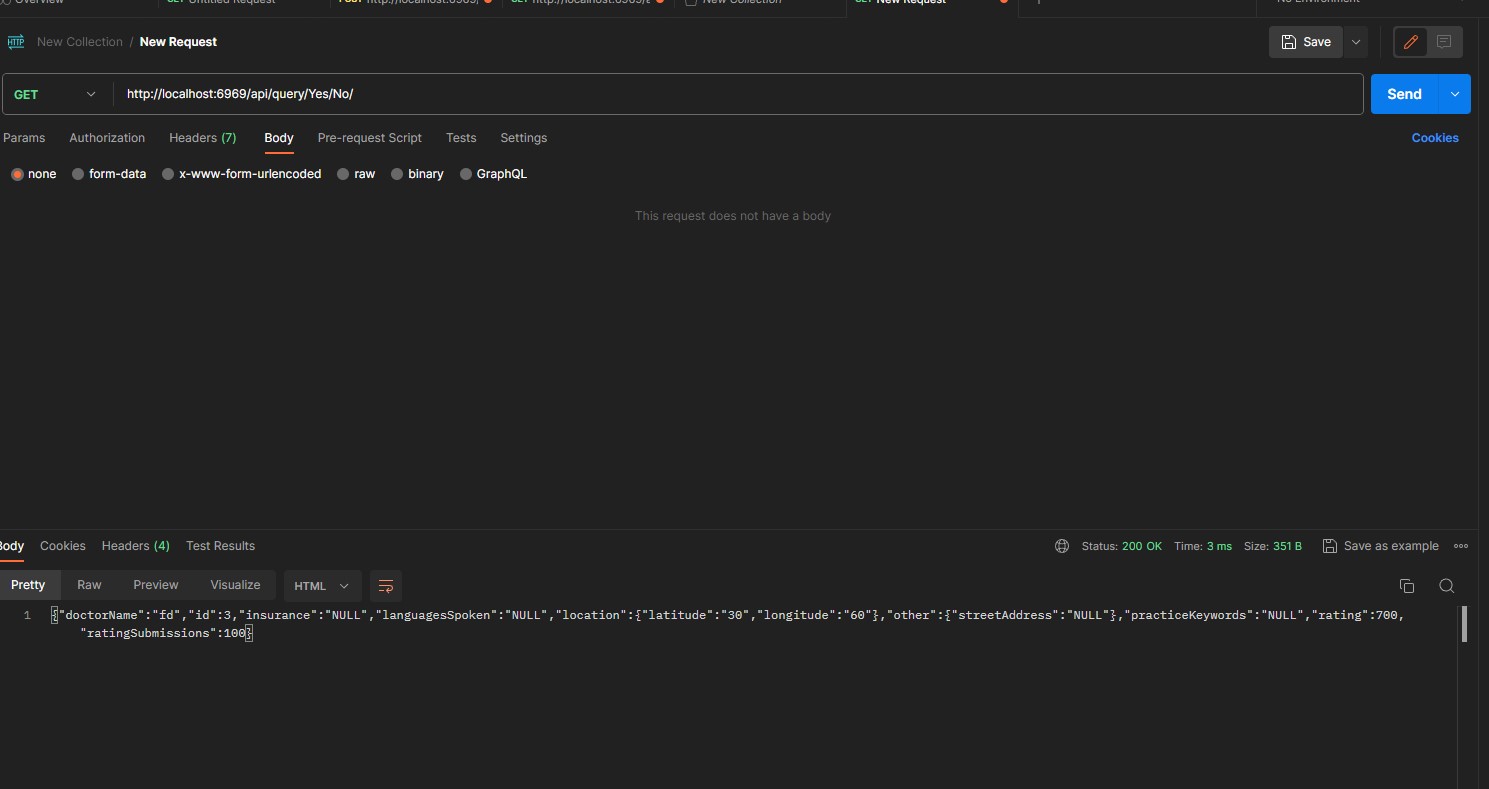 Overview GET Untitled Request POST http://localhost:6969/ GET http://localhost:6969/a New Collection GET New Request + No Environment
HTTP New Collection / New Request Save
GET http://localhost:6969/api/query/Yes/No/ Send
Params Authorization Headers (7) Body Pre-request Script Tests Settings Cookies
none form-data x-www-form-urlencoded raw binary GraphQL
This request does not have a body
Body Cookies Headers (4) Test Results Status: 200 OK Time: 3 ms Size: 351 B Save as example
Pretty Raw Preview Visualize HTML
1 {"doctorName":"fd","id":3,"insurance":"NULL","languagesSpoken":"NULL","location":{"latitude":"30","longitude":"60"},"other":{"streetAddress":"NULL"},"practiceKeywords":"NULL","rating":700,
"ratingSubmissions":100}